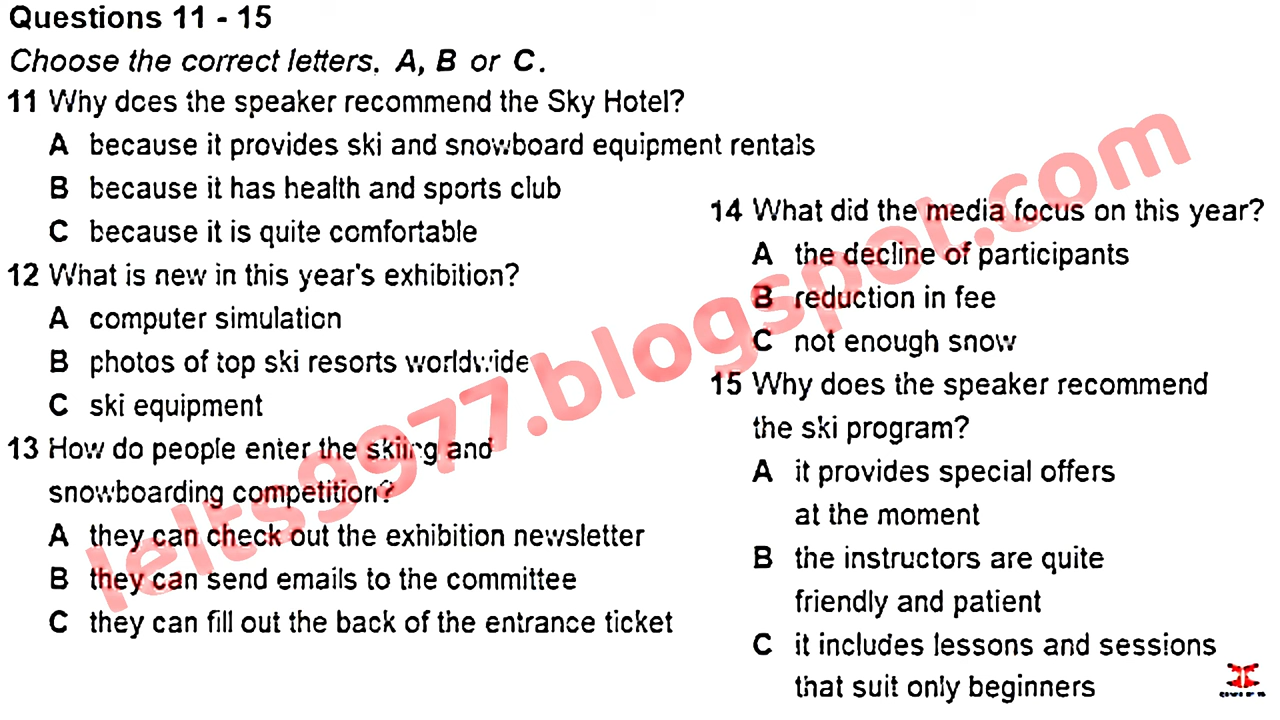 Questions 11 - 15
Choose the correct letters. A, B or C.
11 Why does the speaker recommend the Sky Hotel?
A because it provides ski and snowboard equipment rentals
B because it has health and sports club
C because it is quite comfortable
12 What is new in this year's exhibition?
A computer simulation
B photos of top ski resorts worldwide
C ski equipment
13 How do people enter the skiing and
snowboarding competition?
A they can check out the exhibition newsletter
B they can send emails to the committee
C they can fill out the back of the entrance ticket
14 What did the media focus on this year?
A the decline of participants
B reduction in fee
C not enough snow
15 Why does the speaker recommend
the ski program?
A it provides special offers
at the moment
B the instructors are quite
friendly and patient
C it includes lessons and sessions
that suit only beginners
Ielts9977.blogspot.com